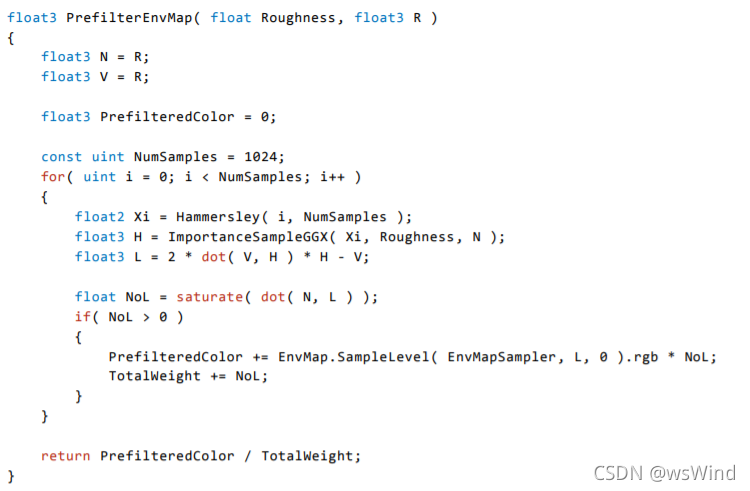 float3 PrefilterEnvMap( float Roughness, float3 R )
{
    float3 N = R;
    float3 V = R;

    float3 PrefilteredColor = 0;

    const uint NumSamples = 1024;
    for( uint i = 0; i < NumSamples; i++ )
    {
        float2 Xi = Hammersley( i, NumSamples );
        float3 H = ImportanceSampleGGX( Xi, Roughness, N );
        float3 L = 2 * dot( V, H ) * H - V;

        float NoL = saturate( dot( N, L ) );
        if( NoL > 0 )
        {
            PrefilteredColor += EnvMap.SampleLevel( EnvMapSampler, L, 0 ).rgb * NoL;
            TotalWeight += NoL;
        }
    }

    return PrefilteredColor / TotalWeight;
}
CSDN @wsWind